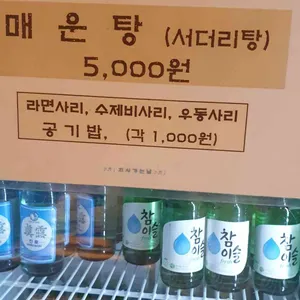 매운탕 (서더리탕)
5,000원
라면사리, 수제비사리, 우동사리
공기밥, (각 1,000원)
眞露
참이슬
참이슬
참이슬
참이슬